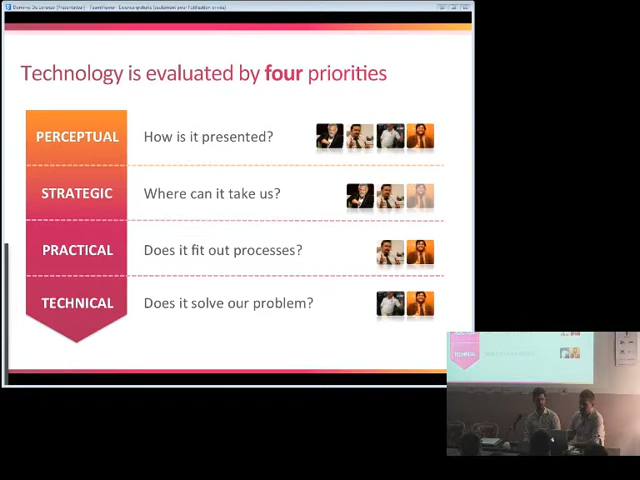 Technology is evaluated by four priorities
PERCEPTUAL How is it presented?
STRATEGIC Where can it take us?
PRACTICAL Does it fit out processes?
TECHNICAL Does it solve our problem?
TECHNICAL